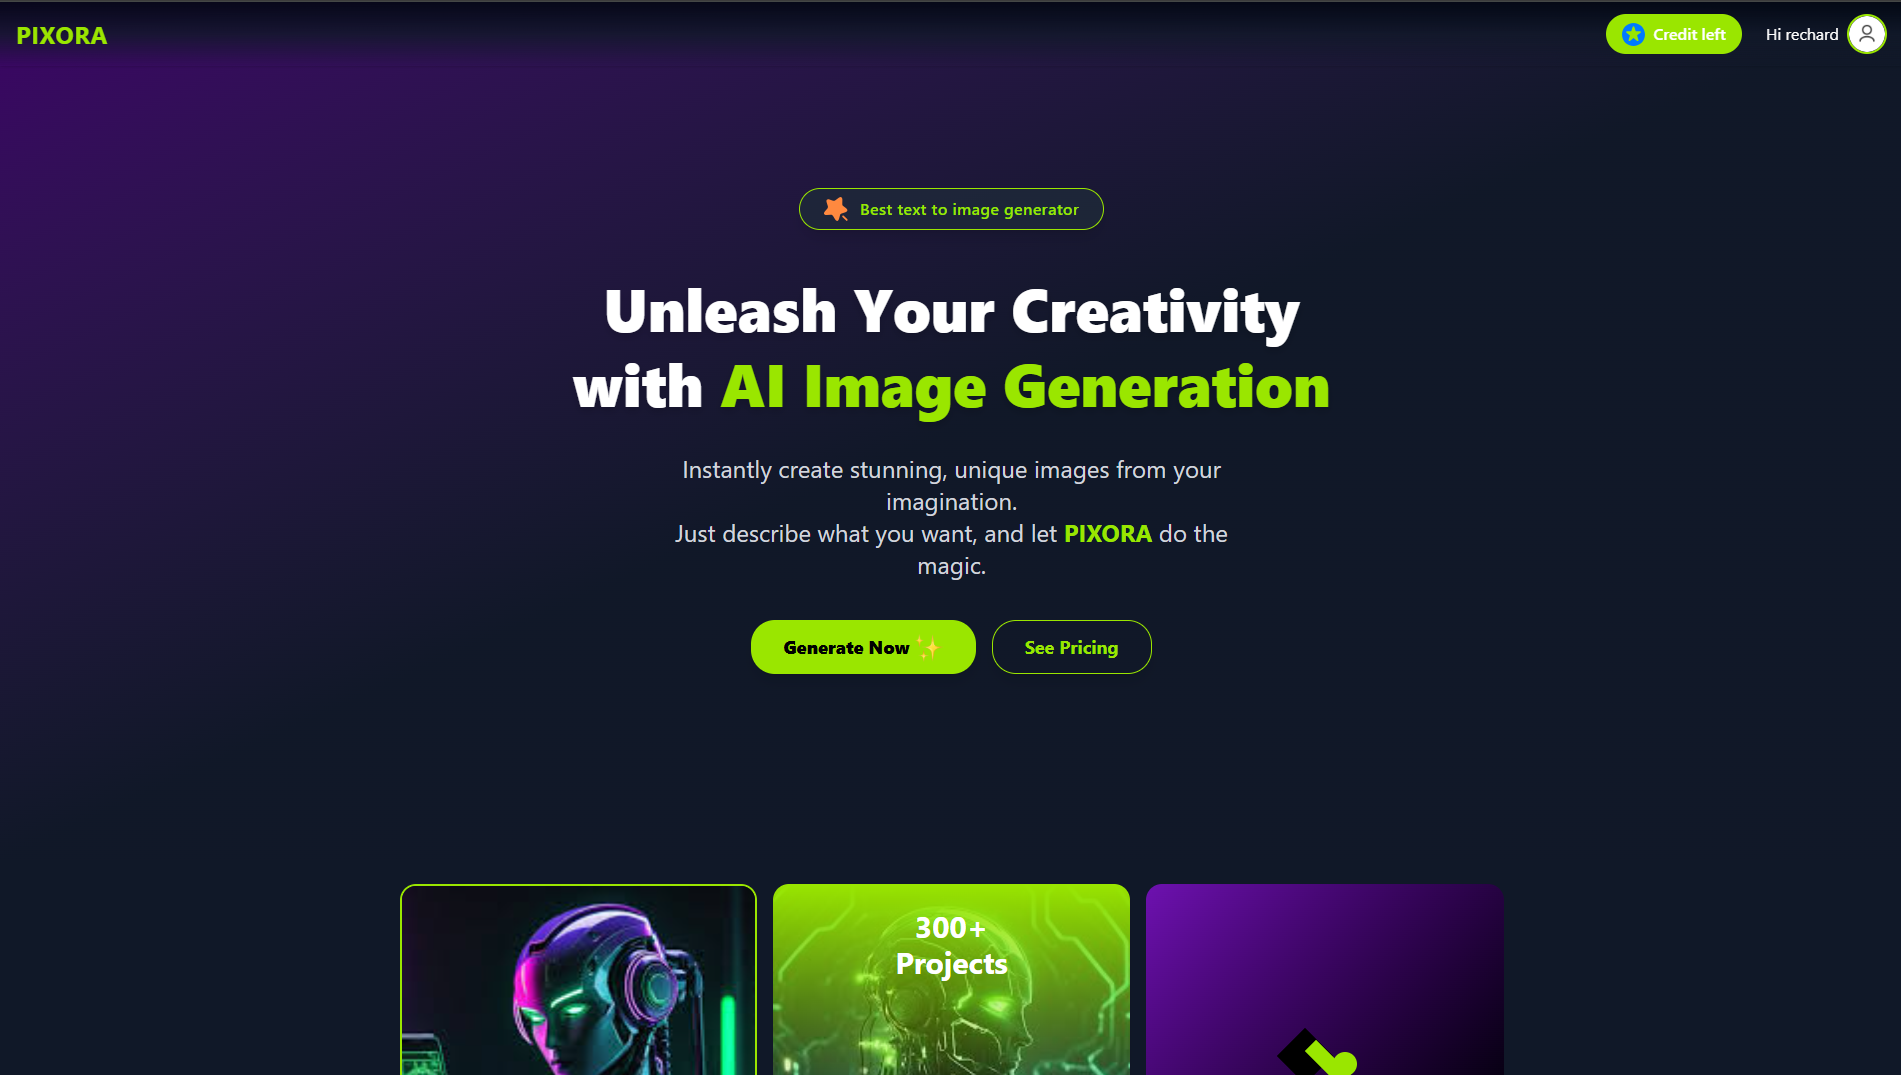 PIXORA
Credit left
Hi rechard
Best text to image generator
Unleash Your Creativity
with AI Image Generation
Instantly create stunning, unique images from your
imagination.
Just describe what you want, and let PIXORA do the
magic.
Generate Now ✨
See Pricing
300+
Projects